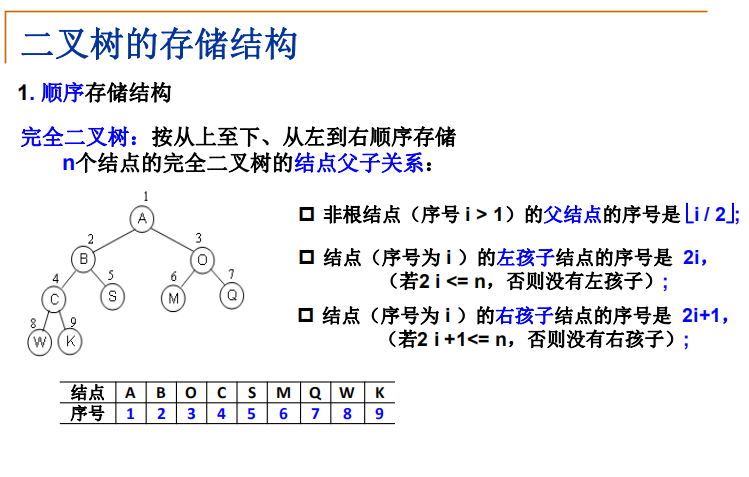 二叉树的存储结构
1. 顺序存储结构
完全二叉树：按从上至下、从左到右顺序存储
n个结点的完全二叉树的结点父子关系：
非根结点（序号 i > 1）的父结点的序号是⌊i / 2⌋;
结点（序号为 i ）的左孩子结点的序号是 2i，
（若2 i <= n，否则没有左孩子）;
结点（序号为 i ）的右孩子结点的序号是 2i+1，
（若2 i +1<= n，否则没有右孩子）;
1
A
2 3
B O
4 5 6 7
C S M Q
8 9
W K
结点 A B O C S M Q W K
序号 1 2 3 4 5 6 7 8 9